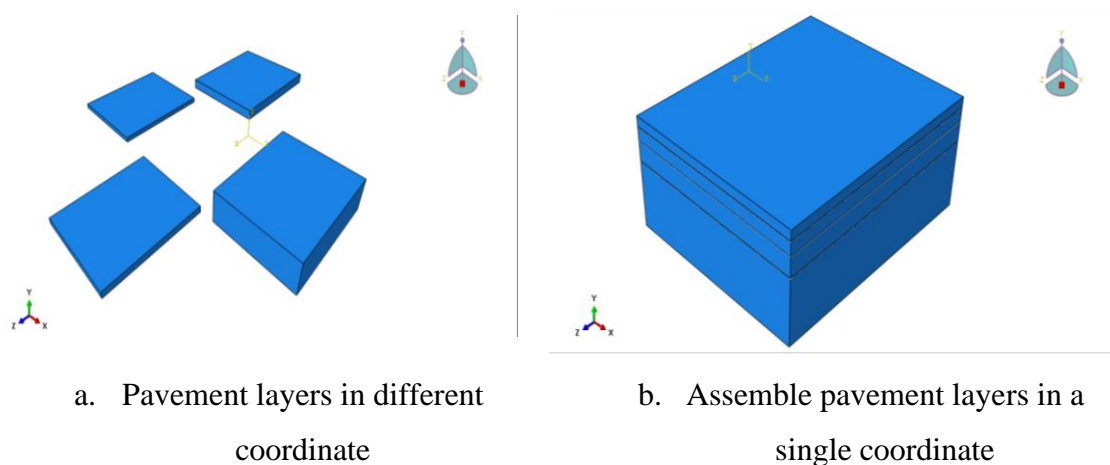 Y
Z
X
Y
Z
X
a. Pavement layers in different
coordinate
Y
Z
X
Y
Z
X
b. Assemble pavement layers in a
single coordinate